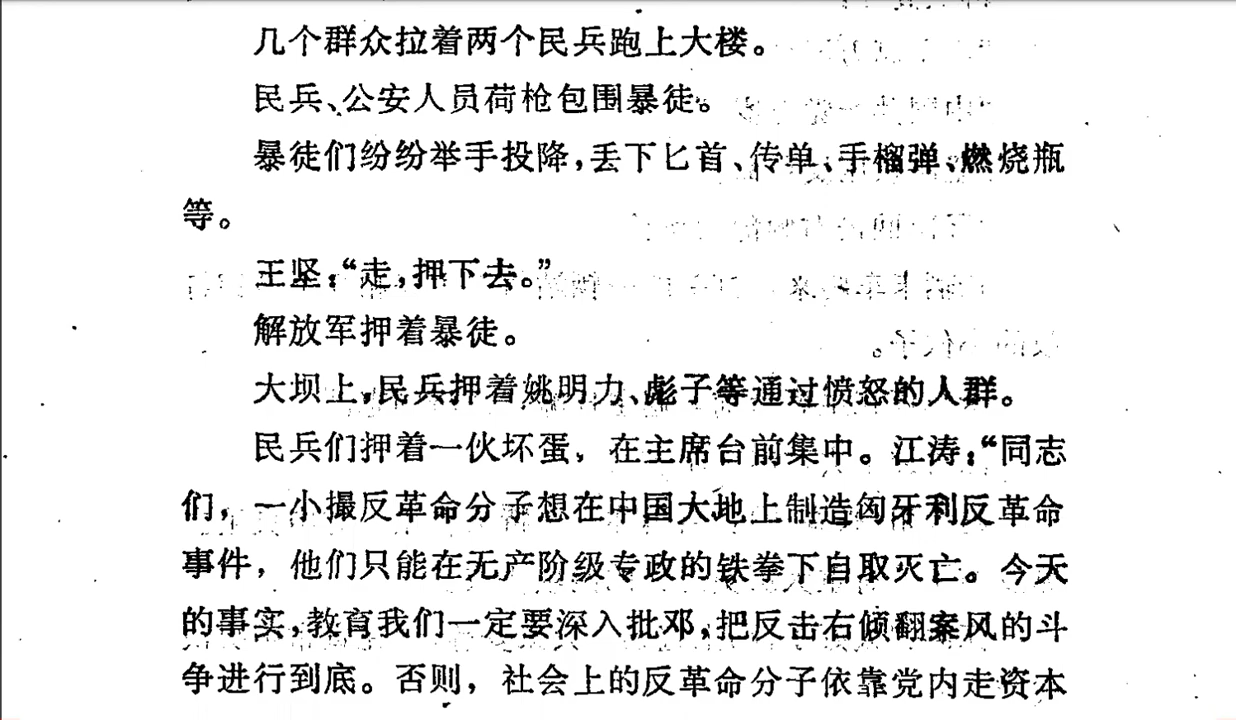 几个群众拉着两个民兵跑上大楼。
民兵、公安人员荷枪包围暴徒。
暴徒们纷纷举手投降，丢下匕首、传单、手榴弹、燃烧瓶
等。
王坚：“走，押下去。”
解放军押着暴徒。
大坝上，民兵押着姚明力、彪子等通过愤怒的人群。
民兵们押着一伙坏蛋，在主席台前集中。江涛：“同志
们，一小撮反革命分子想在中国大地上制造匈牙利反革命
事件，他们只能在无产阶级专政的铁拳下自取灭亡。今天
的事实，教育我们一定要深入批邓，把反击右倾翻案风的斗
争进行到底。否则，社会上的反革命分子依靠党内走资本